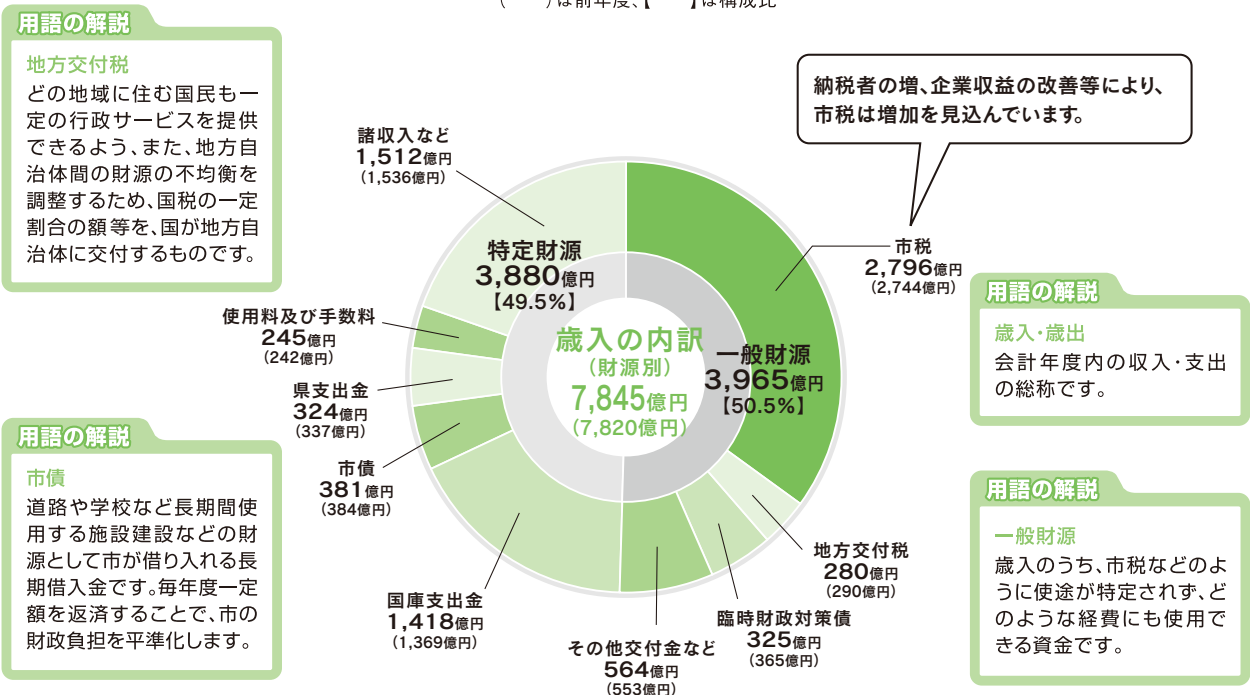 (　　)は前年度、【　　】は構成比
用語の解説
地方交付税
どの地域に住む国民も一
定の行政サービスを提供
できるよう、また、地方自
治体間の財源の不均衡を
調整するため、国税の一定
割合の額等を、国が地方自
治体に交付するものです。
納税者の増、企業収益の改善等により、
市税は増加を見込んでいます。
諸収入など
1,512億円
(1,536億円)
特定財源
3,880億円
【49.5%】
市税
2,796億円
(2,744億円)
使用料及び手数料
245億円
(242億円)
歳入の内訳
(財源別)
7,845億円
(7,820億円)
一般財源
3,965億円
【50.5%】
用語の解説
歳入・歳出
会計年度内の収入・支出
の総称です。
県支出金
324億円
(337億円)
市債
381億円
(384億円)
用語の解説
市債
道路や学校など長期間使
用する施設建設などの財
源として市が借り入れる長
期借入金です。毎年度一定
額を返済することで、市の
財政負担を平準化します。
国庫支出金
1,418億円
(1,369億円)
その他交付金など
564億円
(553億円)
臨時財政対策債
325億円
(365億円)
地方交付税
280億円
(290億円)
用語の解説
一般財源
歳入のうち、市税などのよ
うに使途が特定されず、ど
のような経費にも使用で
きる資金です。